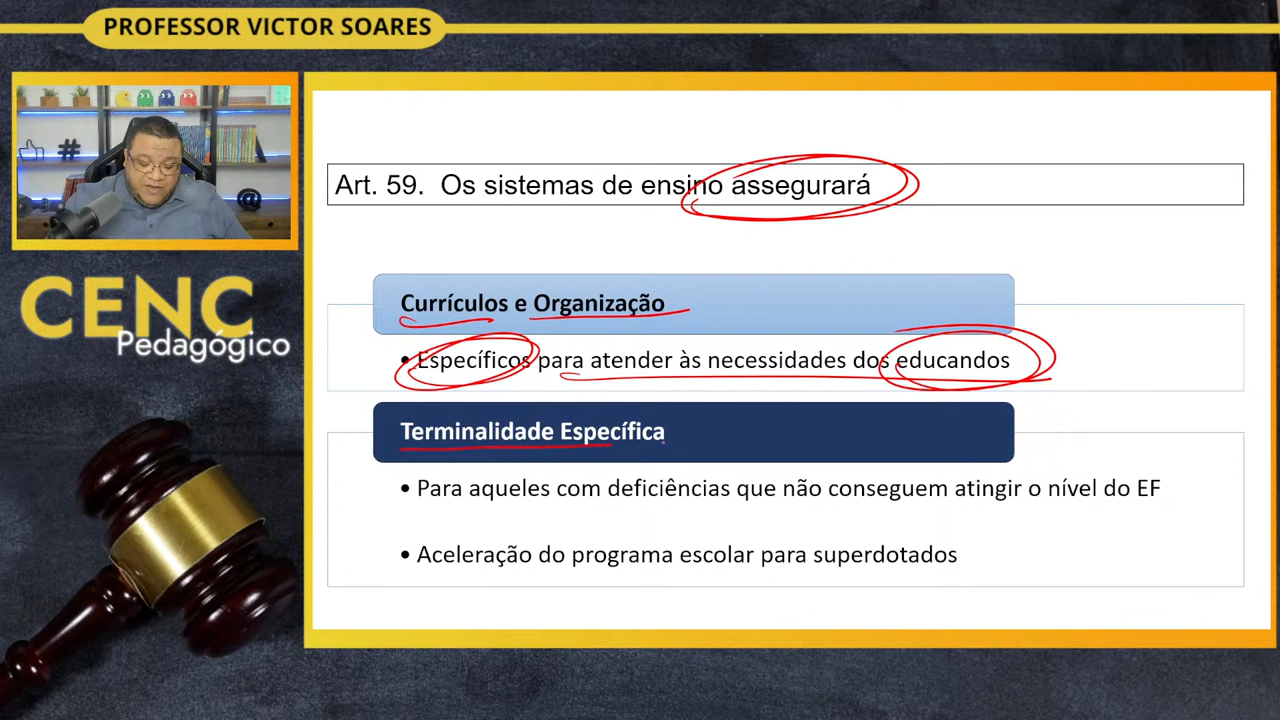 PROFESSOR VICTOR SOARES
CENC
Pedagógico
Art. 59. Os sistemas de ensino assegurará
Currículos e Organização
• Específicos para atender às necessidades dos educandos
Terminalidade Específica
• Para aqueles com deficiências que não conseguem atingir o nível do EF
• Aceleração do programa escolar para superdotados